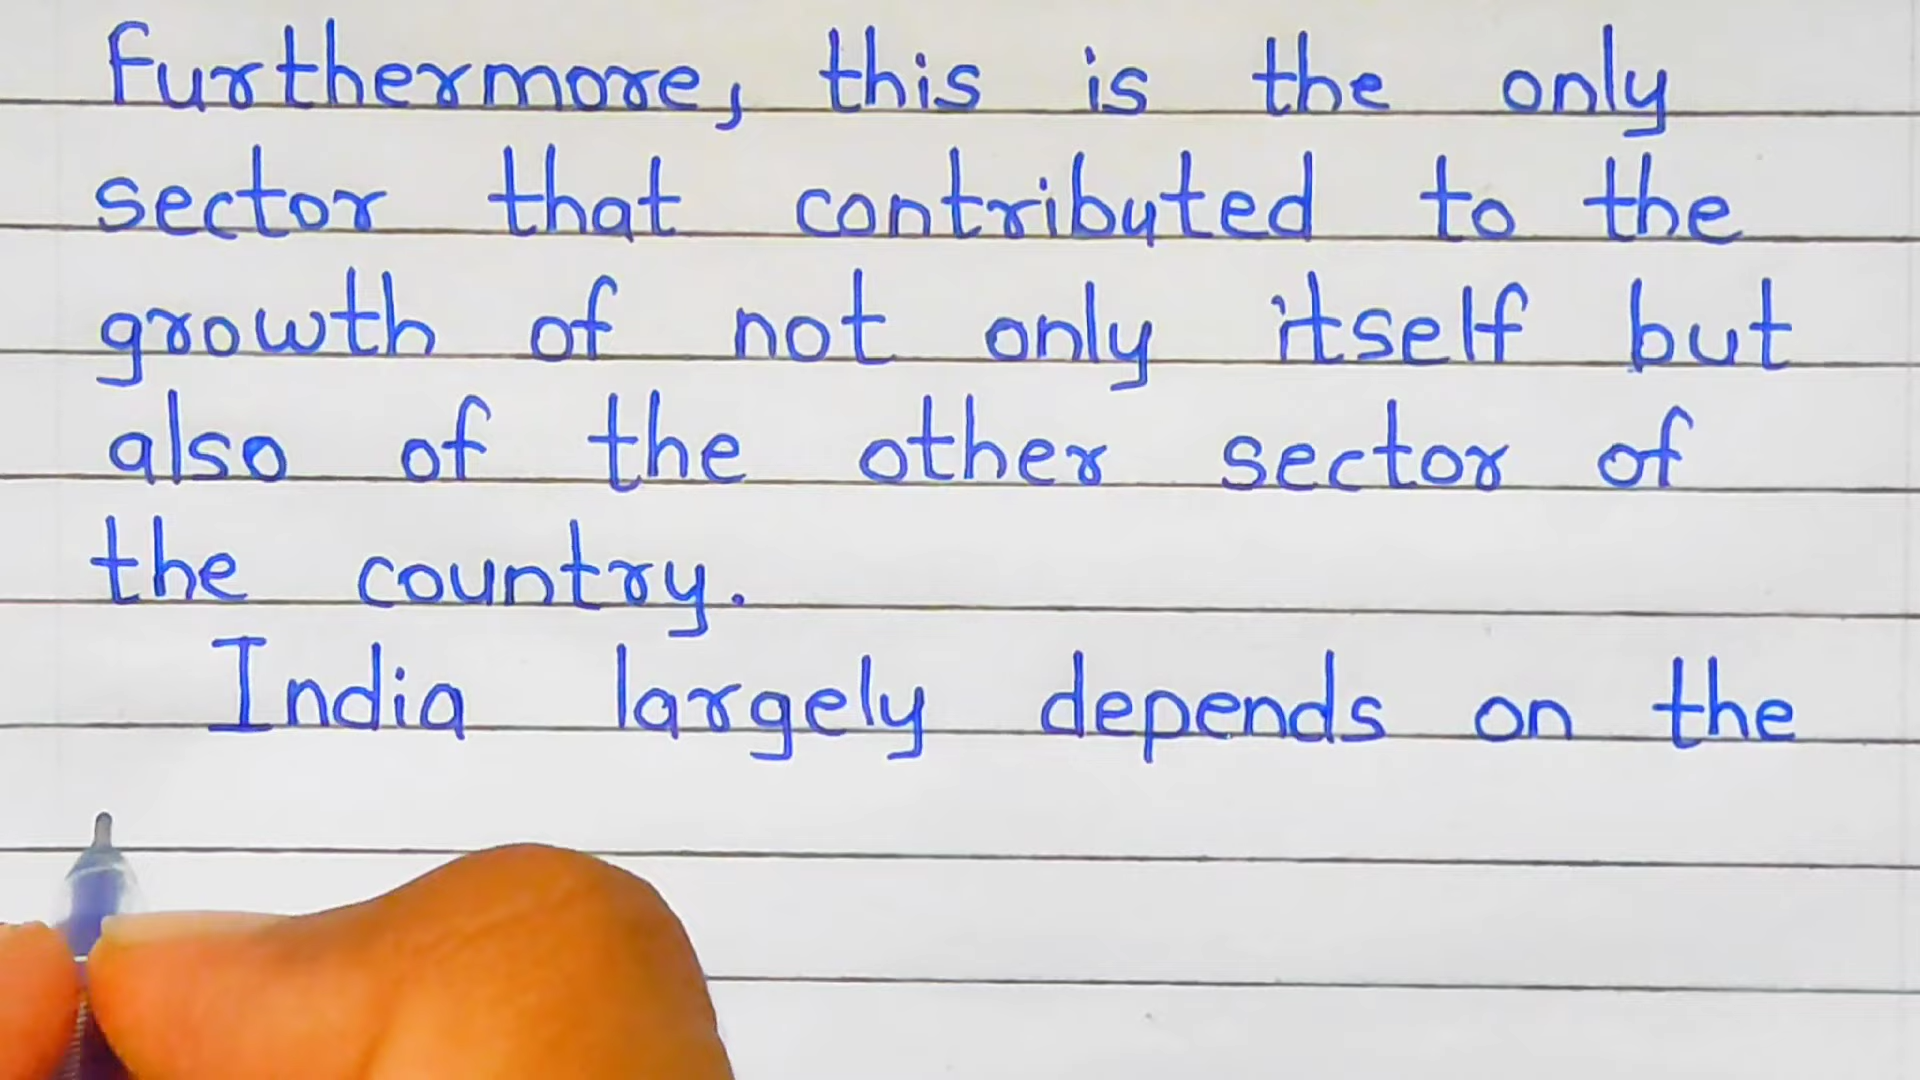 Furthermore, this is the only
sector that contributed to the
growth of not only itself but
also of the other sector of
the country.
India largely depends on the